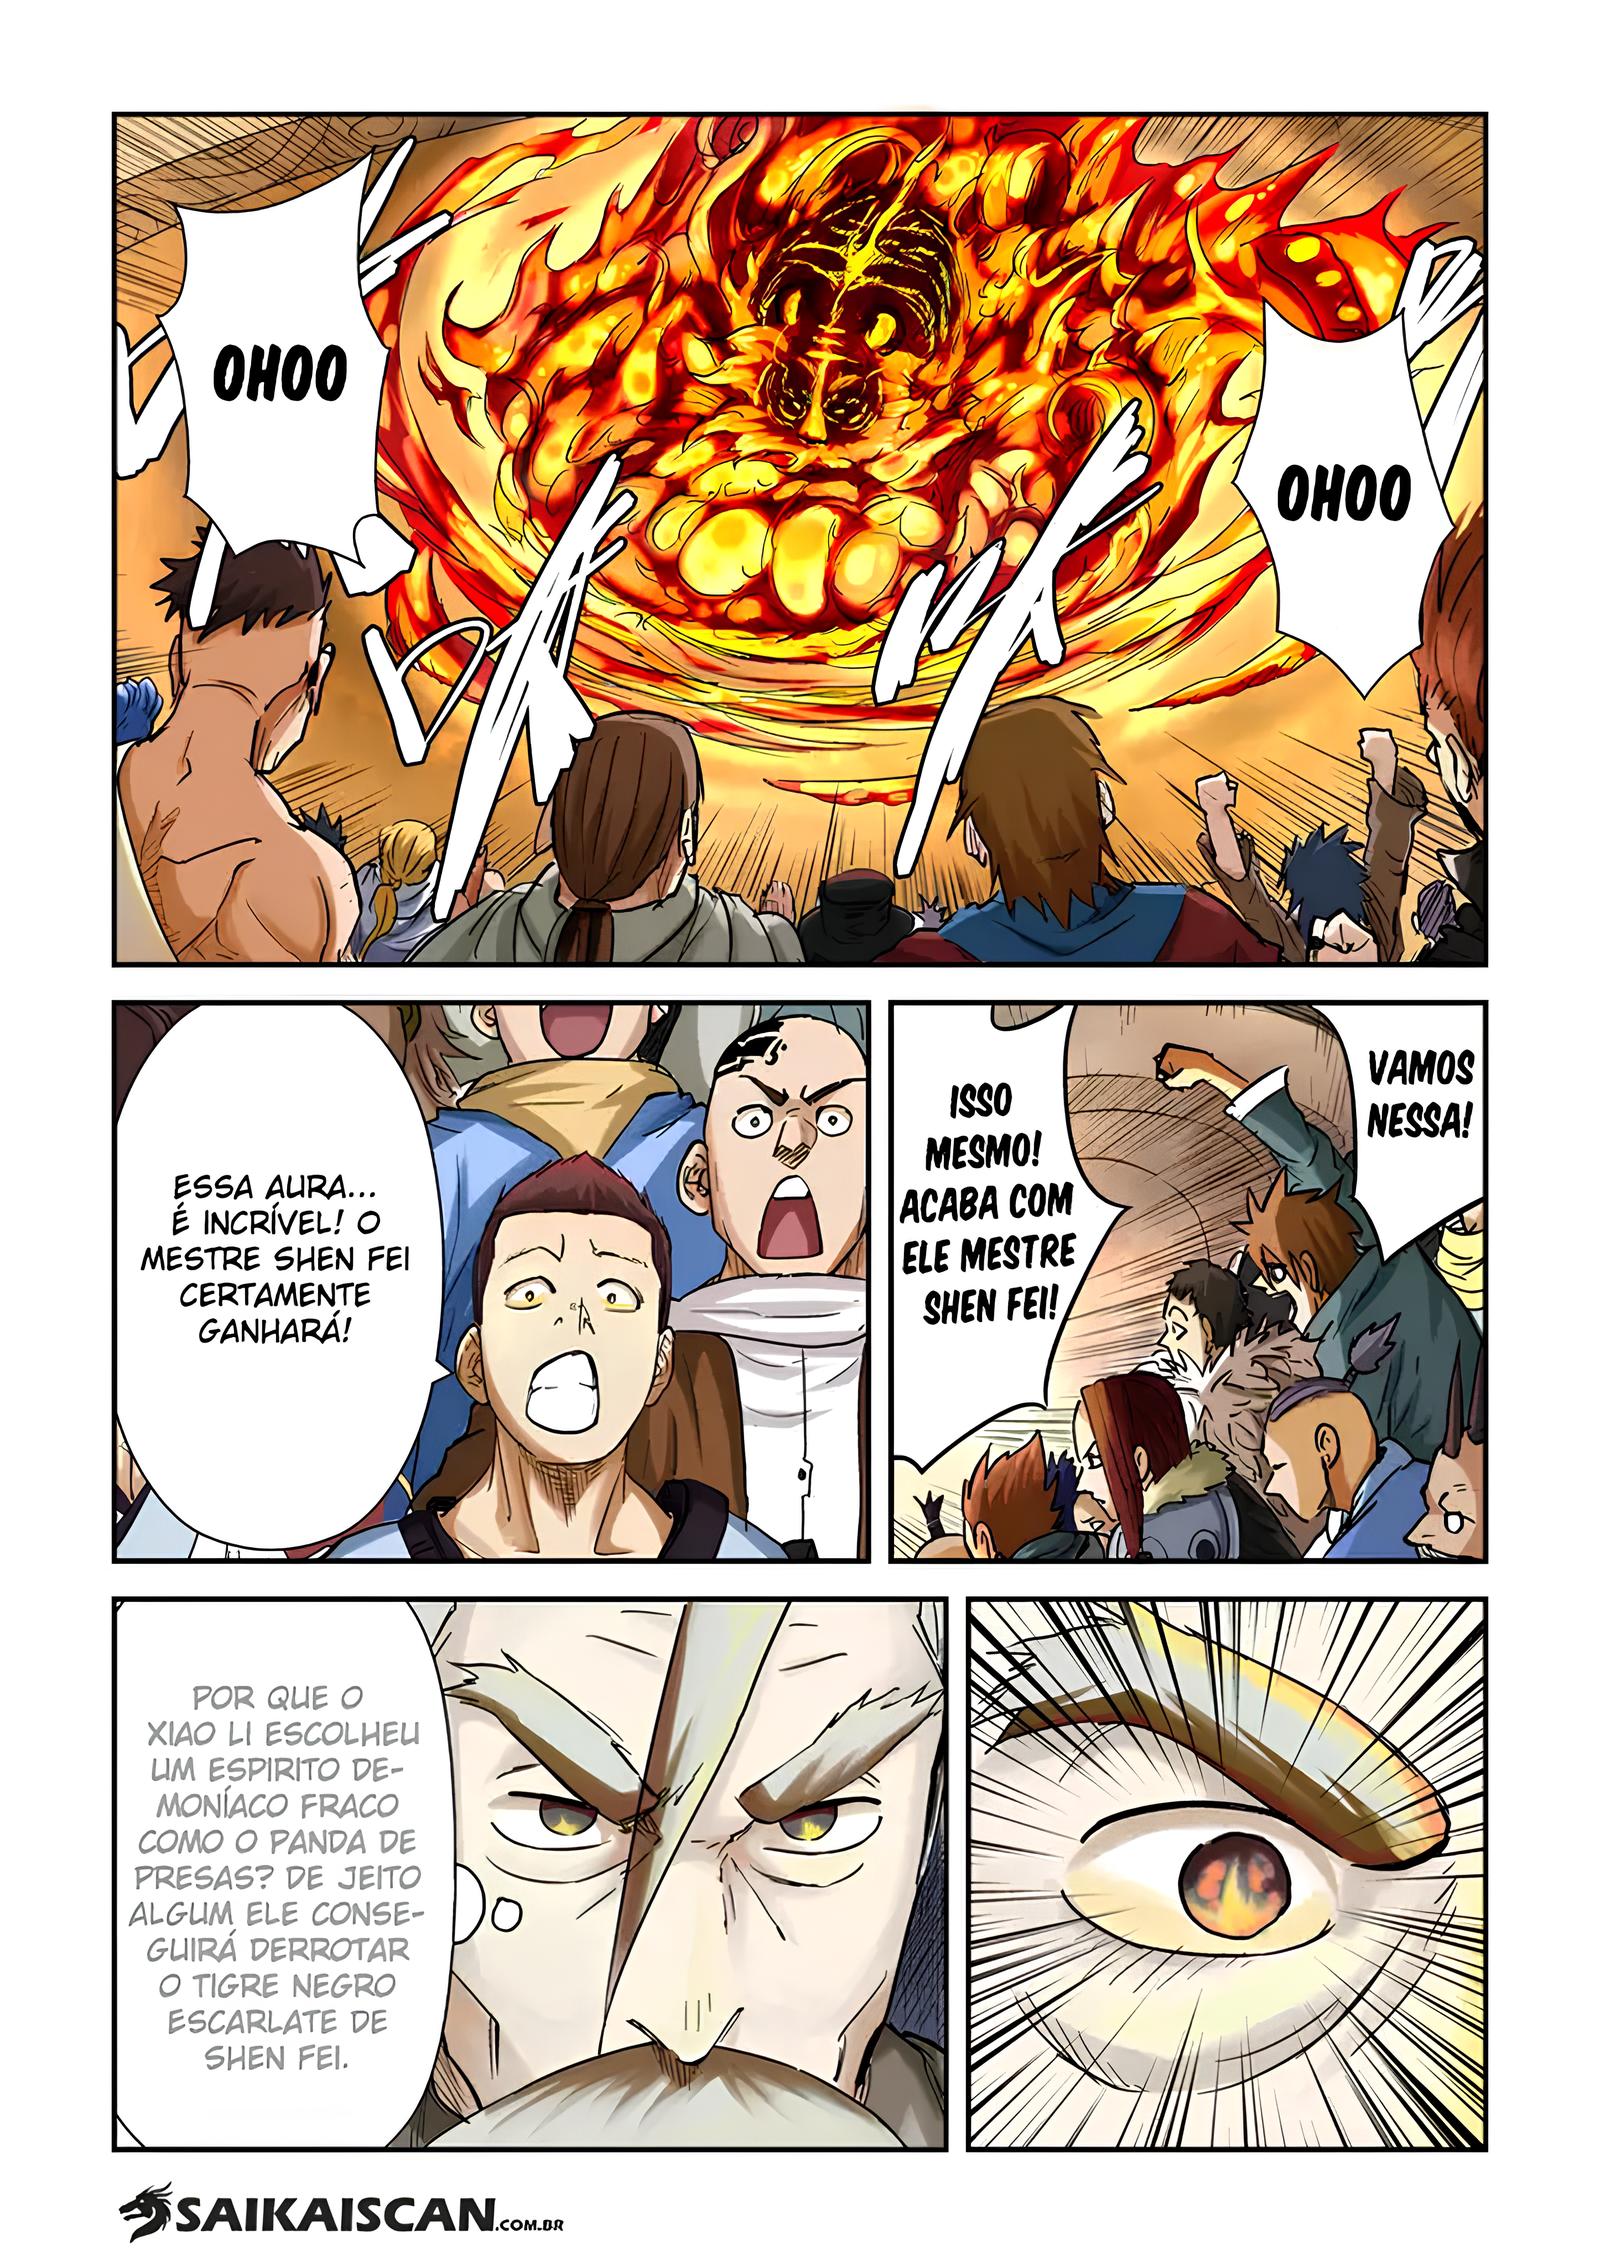 OHOO
OHOO
ESSA AURA...
É INCRÍVEL! O
MESTRE SHEN FEI
CERTAMENTE
GANHARÁ!
ISSO
MESMO!
ACABA COM
ELE MESTRE
SHEN FEI!
VAMOS
NESSA!
POR QUE O
XIAO LI ESCOLHEU
UM ESPIRITO DE-
MONÍACO FRACO
COMO O PANDA DE
PRESAS? DE JEITO
ALGUM ELE CONSE-
GUIRÁ DERROTAR
O TIGRE NEGRO
ESCARLATE DE
SHEN FEI.
SAIKAISCAN.COM.BR